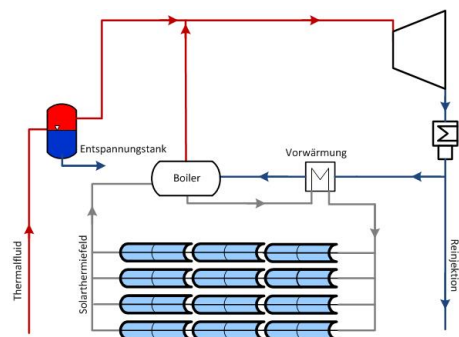 Entspannungstank
Vorwärmung
Boiler
Thermalfluid
Solarthermiefeld
Reinjektion